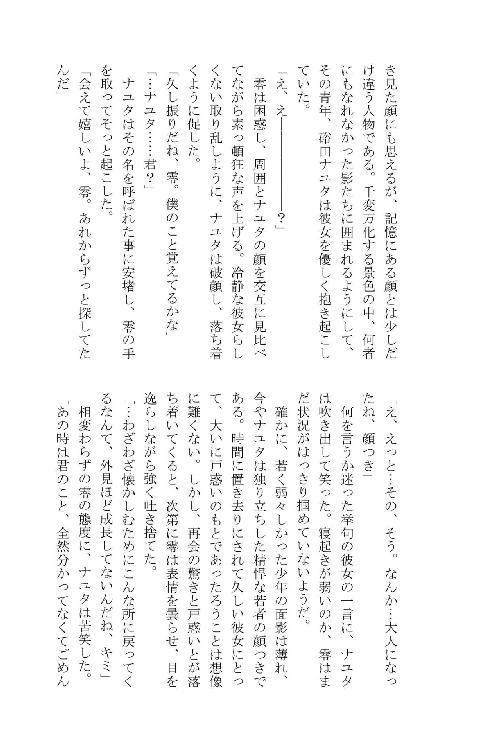 き見た顔にも思えるが、記憶にある顔とは少しだ
け違う人物である。千変万化する景色の中、何者
にもなれなかった影たちに囲まれるようにして、
その青年、硲田ナユタは彼女を優しく抱き起こし
ていた。
「え、え――――――？」
零は困惑し、周囲とナユタの顔を交互に見比べ
てながら素っ頓狂な声を上げる。冷静な彼女らし
くない取り乱しように、ナユタは破顔し、落ち着
くように促した。
「久し振りだね、零。僕のこと覚えてるかな」
「…ナユタ……君？」
ナユタはその名を呼ばれた事に安堵し、零の手
を取ってそっと起こした。
「会えて嬉しいよ、零。あれからずっと探してた
んだ
「え、えっと…その、そう。なんか…大人になっ
たね、顔つき」
何を言うか迷った挙句の彼女の一言に、ナユタ
は吹き出して笑った。寝起きが弱いのか、零はま
だ状況がはっきり掴めていないようだ。
確かに、若く弱々しかった少年の面影は薄れ、
今やナユタは独り立ちした精悍な若者の顔つきで
ある。時間に置き去りにされて久しい彼女にとっ
て、大いに戸惑いのもとであったろうことは想像
に難くない。しかし、再会の驚きと戸惑いとが落
ち着いてくると、次第に零は表情を曇らせ、目を
逸らしながら強く吐き捨てた。
「…わざわざ懐かしむためにこんな所に戻ってく
るなんて、外見ほど成長してないんだね、キミ」
相変わらずの零の態度に、ナユタは苦笑した。
「あの時は君のこと、全然分かってなくてごめん